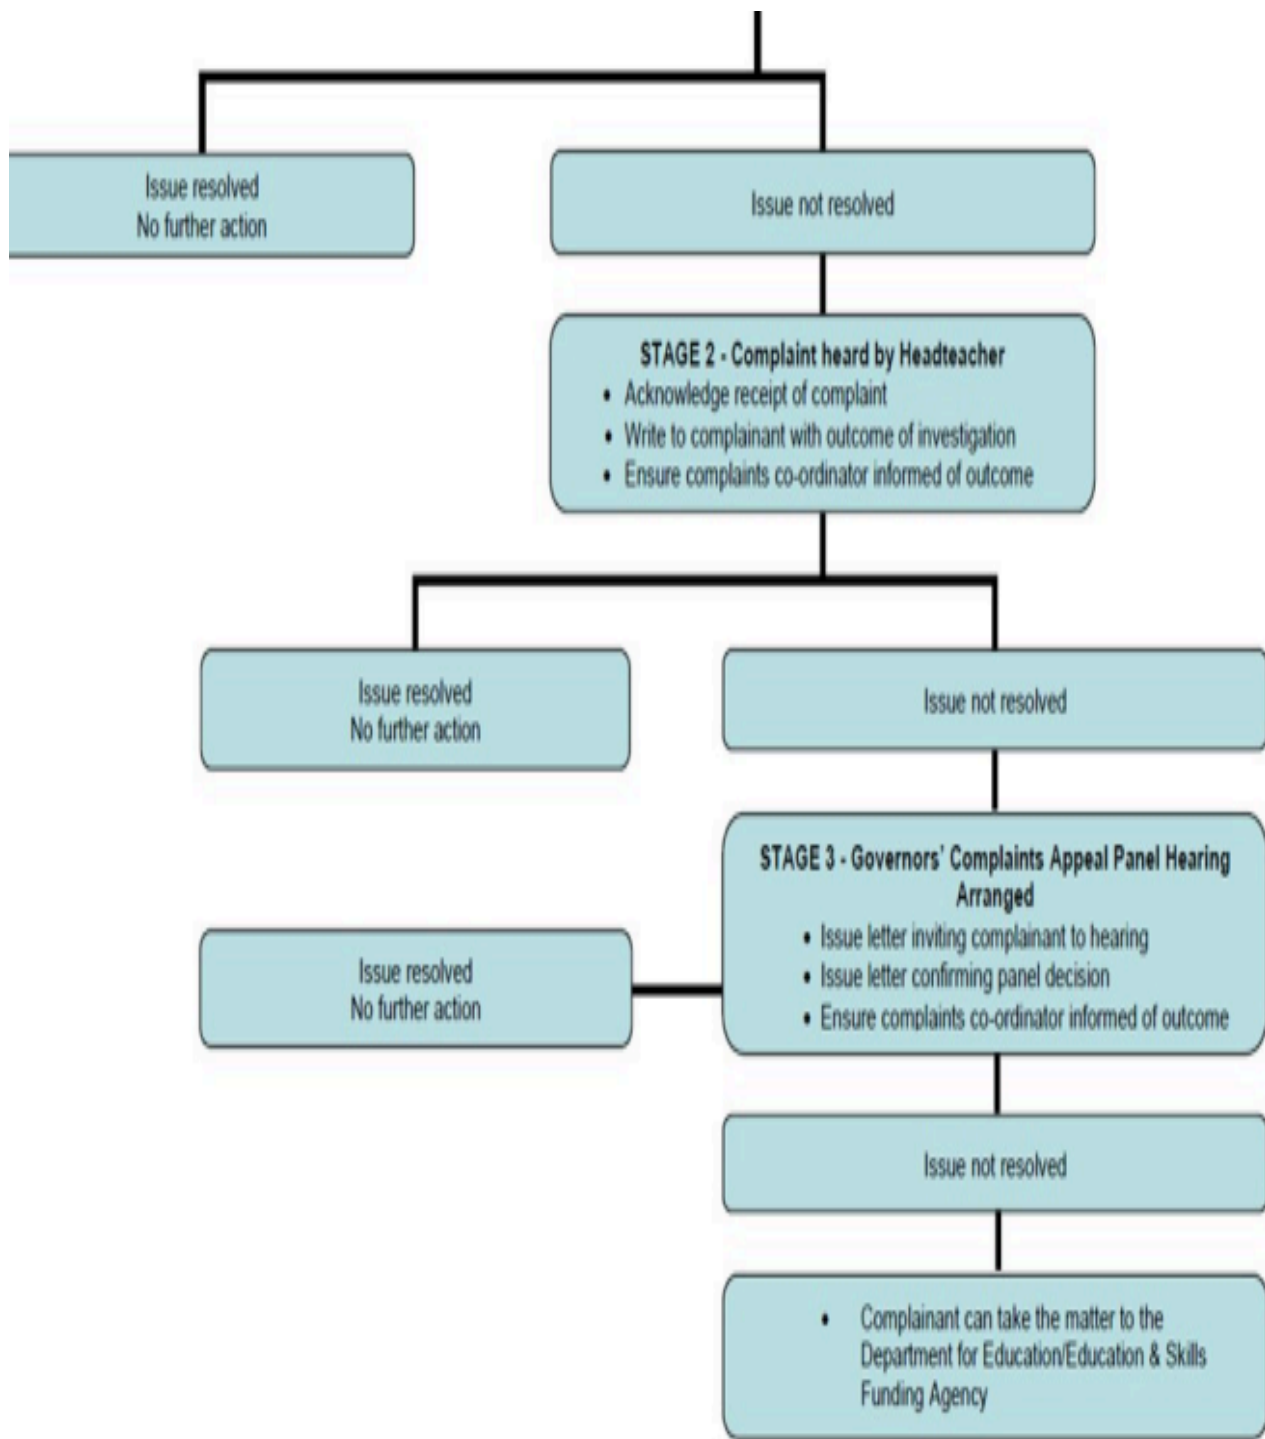 Issue resolved
No further action
Issue not resolved
STAGE 2 - Complaint heard by Headteacher
• Acknowledge receipt of complaint
• Write to complainant with outcome of investigation
• Ensure complaints co-ordinator informed of outcome
Issue resolved
No further action
Issue not resolved
STAGE 3 - Governors' Complaints Appeal Panel Hearing
Arranged
• Issue letter inviting complainant to hearing
• Issue letter confirming panel decision
• Ensure complaints co-ordinator informed of outcome
Issue resolved
No further action
Issue not resolved
• Complainant can take the matter to the
Department for Education/Education & Skills
Funding Agency